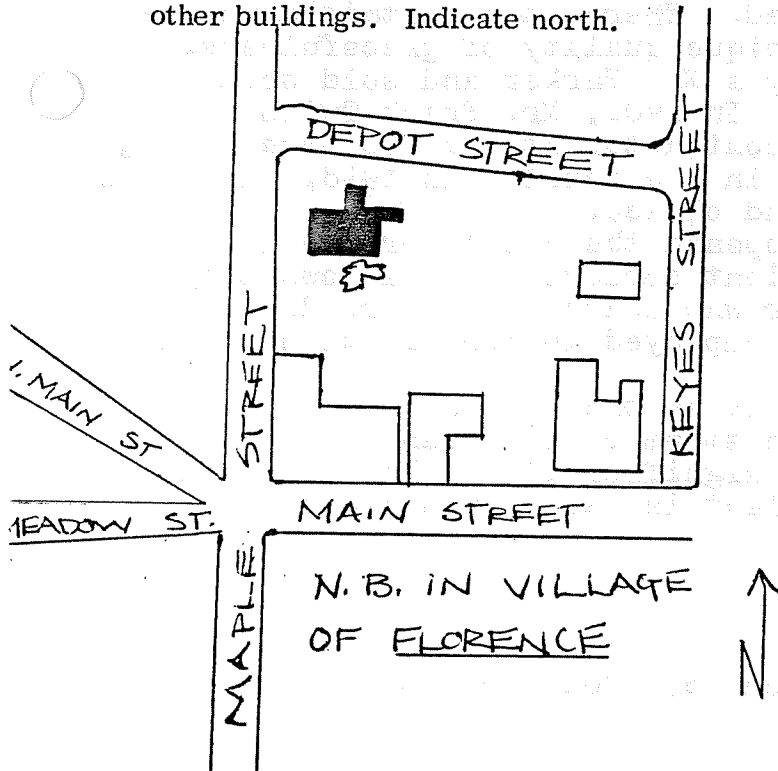 other buildings. Indicate north.
DEPOT STREET
KEYES STREET
MAPLE STREET
MAIN ST
MEADOW ST.
MAIN STREET
N.B. IN VILLAGE
OF FLORENCE
N